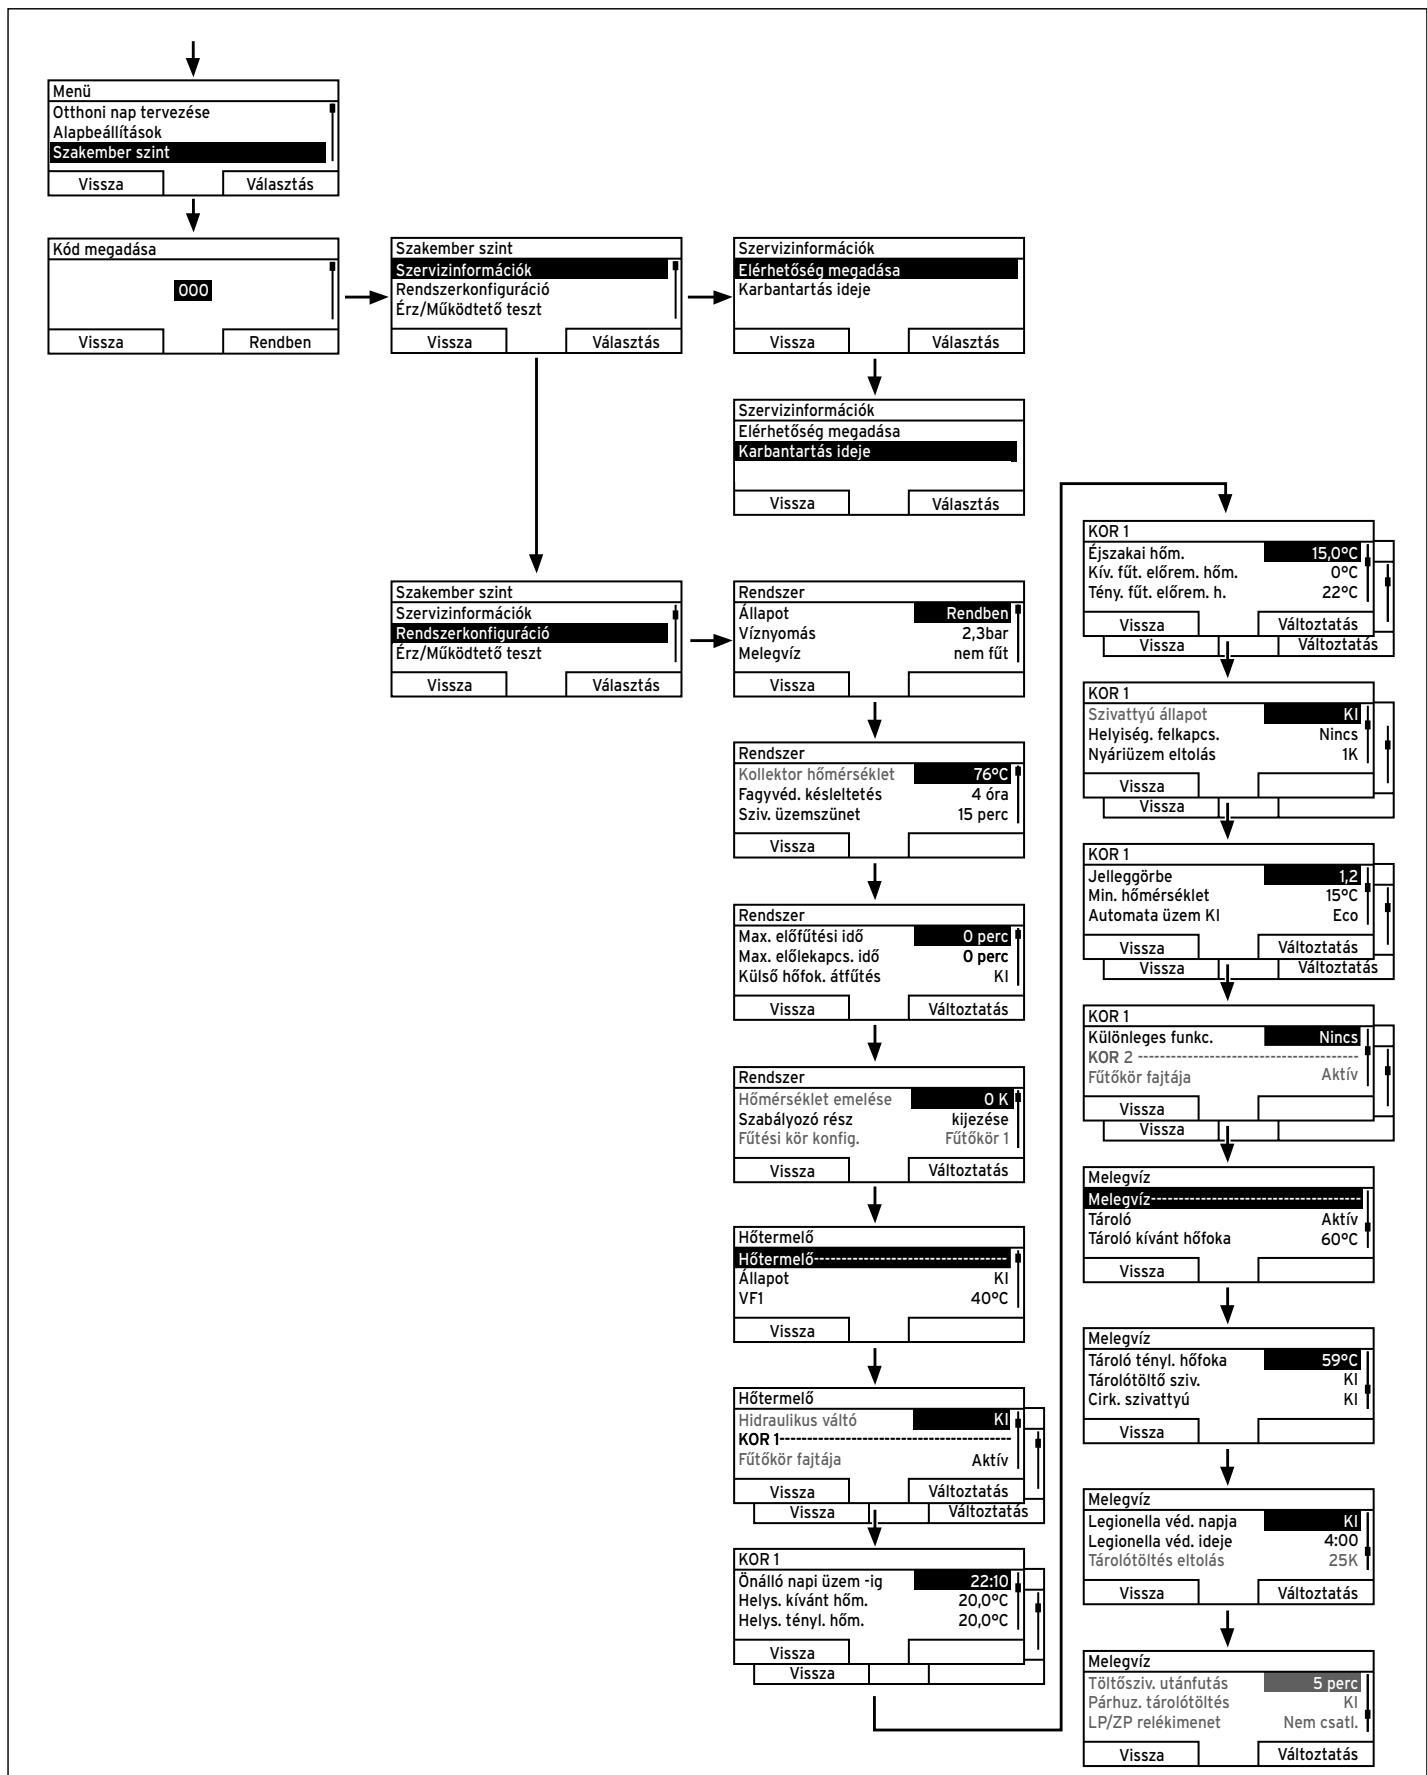 Menü
Otthoni nap tervezése
Alapbeállítások
Szakember szint
Vissza Választás
Kód megadása
000
Vissza Rendben
Szakember szint
Szervizinformációk
Rendszerkonfiguráció
Érz/Működtető teszt
Vissza Választás
Szervizinformációk
Elérhetőség megadása
Karbantartás ideje
Vissza Választás
Szervizinformációk
Elérhetőség megadása
Karbantartás ideje
Vissza Választás
Szakember szint
Szervizinformációk
Rendszerkonfiguráció
Érz/Működtető teszt
Vissza Választás
Rendszer
Állapot Rendben
Víznyomás 2,3bar
Melegvíz nem fűt
Vissza
Rendszer
Kollektor hőmérséklet 76°C
Fagyvéd. késleltetés 4 óra
Sziv. üzemszünet 15 perc
Vissza
Rendszer
Max. előfűtési idő 0 perc
Max. előlekapcs. idő 0 perc
Külső hőfok. átfűtés KI
Vissza Változtatás
Rendszer
Hőmérséklet emelése 0 K
Szabályozó rész kijezése
Fűtési kör konfig. Fűtőkör 1
Vissza Változtatás
Hőtermelő
Hőtermelő-----------------------------------
Állapot KI
VF1 40°C
Vissza
Hőtermelő
Hidraulikus váltó KI
KOR 1------------------------------------------
Fűtőkör fajtája Aktív
Vissza Változtatás
Vissza Változtatás
KOR 1
Önálló napi üzem -ig 22:10
Helys. kívánt hőm. 20,0°C
Helys. tényl. hőm. 20,0°C
Vissza
Vissza
KOR 1
Éjszakai hőm. 15,0°C
Kív. fűt. előrem. hőm. 0°C
Tény. fűt. előrem. h. 22°C
Vissza Változtatás
Vissza Változtatás
KOR 1
Szivattyú állapot KI
Helyiség. felkapcs. Nincs
Nyáriüzem eltolás 1K
Vissza
Vissza
KOR 1
Jelleggörbe 1,2
Min. hőmérséklet 15°C
Automata üzem KI Eco
Vissza Változtatás
Vissza Változtatás
KOR 1
Különleges funkc. Nincs
KOR 2 ----------------------------------------
Fűtőkör fajtája Aktív
Vissza
Vissza
Melegvíz
Melegvíz--------------------------------------
Tároló Aktív
Tároló kívánt hőfoka 60°C
Vissza
Melegvíz
Tároló tényl. hőfoka 59°C
Tárolótöltő sziv. KI
Cirk. szivattyú KI
Vissza
Melegvíz
Legionella véd. napja KI
Legionella véd. ideje 4:00
Tárolótöltés eltolás 25K
Vissza Változtatás
Melegvíz
Töltősziv. utánfutás 5 perc
Párhuz. tárolótöltés KI
LP/ZP relékimenet Nem csatl.
Vissza Változtatás